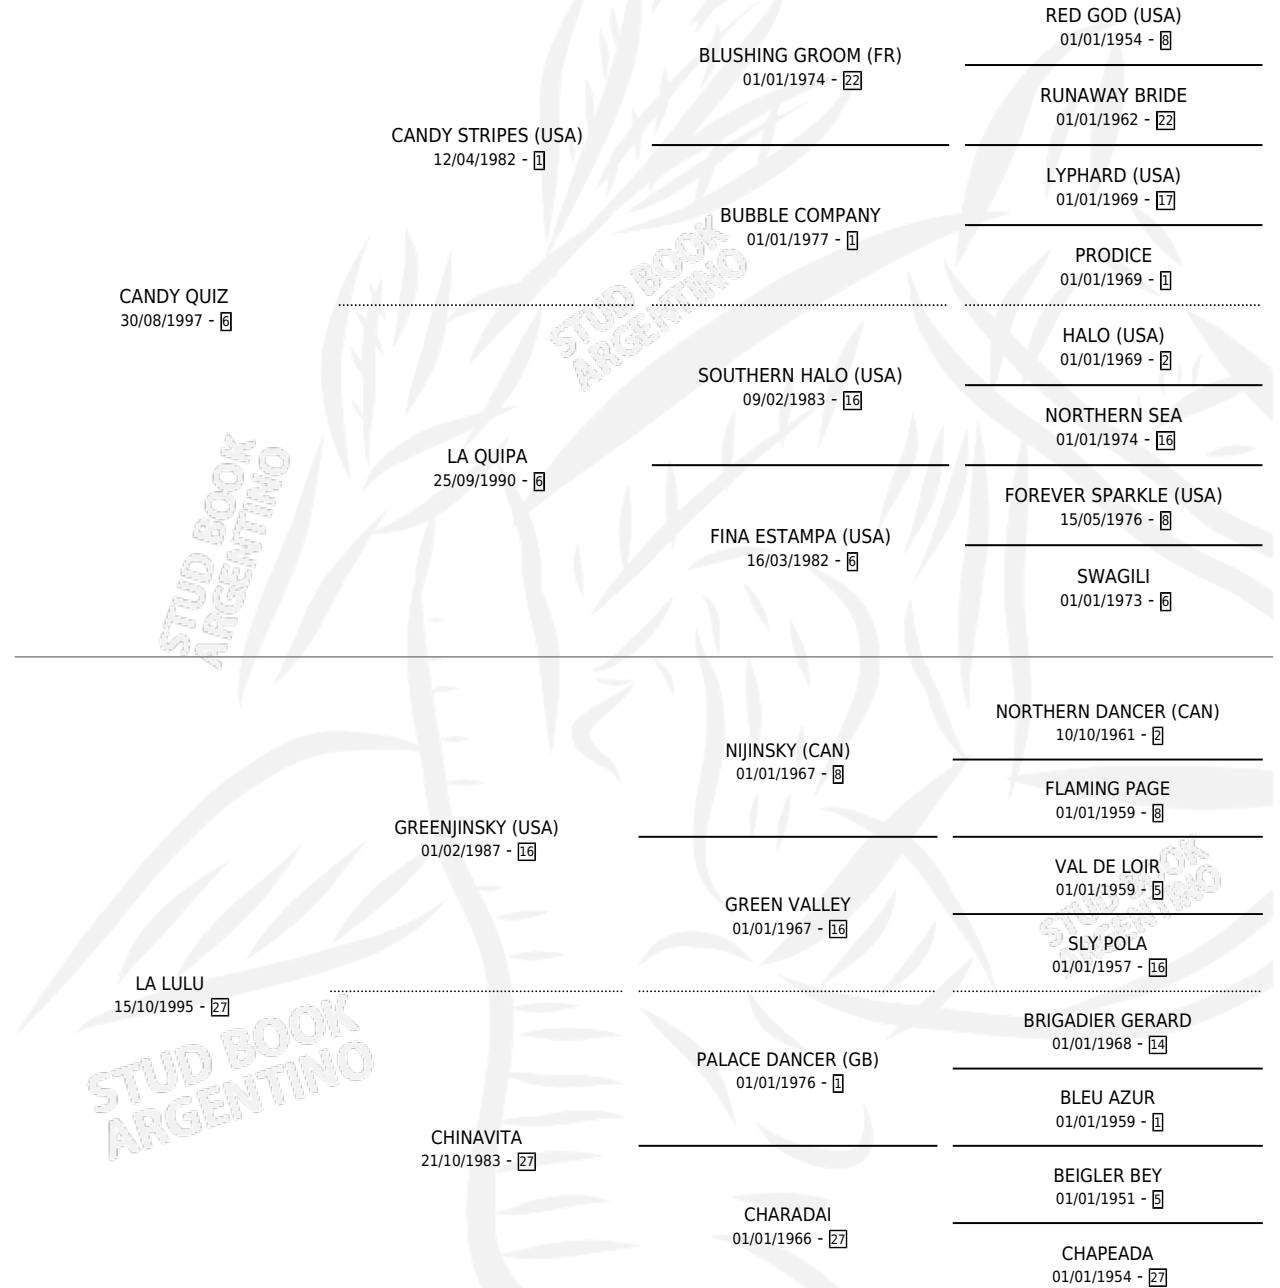 RED GOD (USA)
01/01/1954 - 8
BLUSHING GROOM (FR)
01/01/1974 - 22
RUNAWAY BRIDE
01/01/1962 - 22
CANDY STRIPES (USA)
12/04/1982 - 1
LYPHARD (USA)
01/01/1969 - 17
BUBBLE COMPANY
01/01/1977 - 1
PRODICE
01/01/1969 - 1
CANDY QUIZ
30/08/1997 - 6
STUD BOOK
ARGENTINO
HALO (USA)
01/01/1969 - 2
SOUTHERN HALO (USA)
09/02/1983 - 16
NORTHERN SEA
01/01/1974 - 16
LA QUIPA
25/09/1990 - 6
FOREVER SPARKLE (USA)
15/05/1976 - 8
FINA ESTAMPA (USA)
16/03/1982 - 6
SWAGILI
01/01/1973 - 6
STUD BOOK
ARGENTINO
NORTHERN DANCER (CAN)
10/10/1961 - 2
NIJINSKY (CAN)
01/01/1967 - 8
FLAMING PAGE
01/01/1959 - 8
GREENJINSKY (USA)
01/02/1987 - 16
VAL DE LOIR
01/01/1959 - 5
GREEN VALLEY
01/01/1967 - 16
SLY POLA
01/01/1957 - 16
STUD BOOK
ARGENTINO
LA LULU
15/10/1995 - 27
BRIGADIER GERARD
01/01/1968 - 14
PALACE DANCER (GB)
01/01/1976 - 1
BLEU AZUR
01/01/1959 - 1
STUD BOOK
ARGENTINO
CHINAVITA
21/10/1983 - 27
BEIGLER BEY
01/01/1951 - 5
CHARADAI
01/01/1966 - 27
CHAPEADA
01/01/1954 - 27